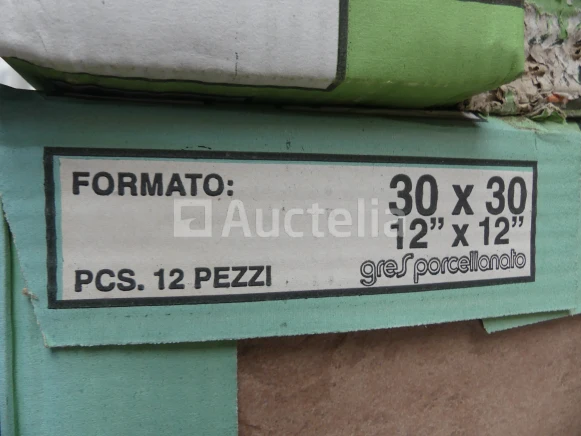 FORMATO:
30 x 30
Auctelia
12" x 12"
PCS. 12 PEZZI
gres porcellanato